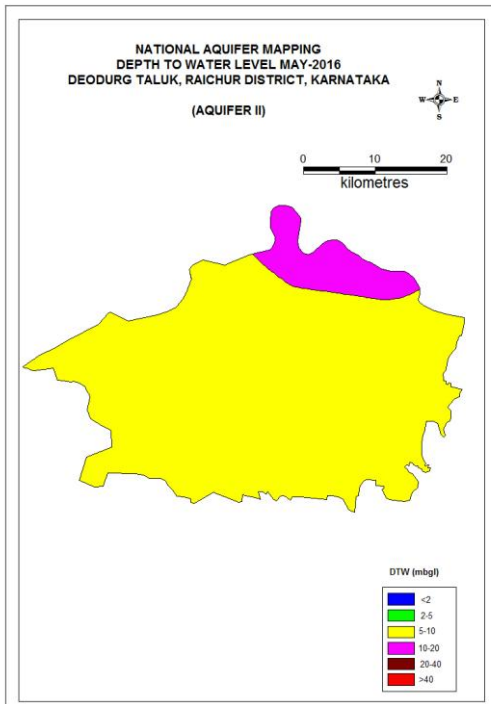 NATIONAL AQUIFER MAPPING
DEPTH TO WATER LEVEL MAY-2016
DEODURG TALUK, RAICHUR DISTRICT, KARNATAKA
(AQUIFER II)
N
W E
S
0 10 20
kilometres
DTW (mbgl)
<2
2-5
5-10
10-20
20-40
>40